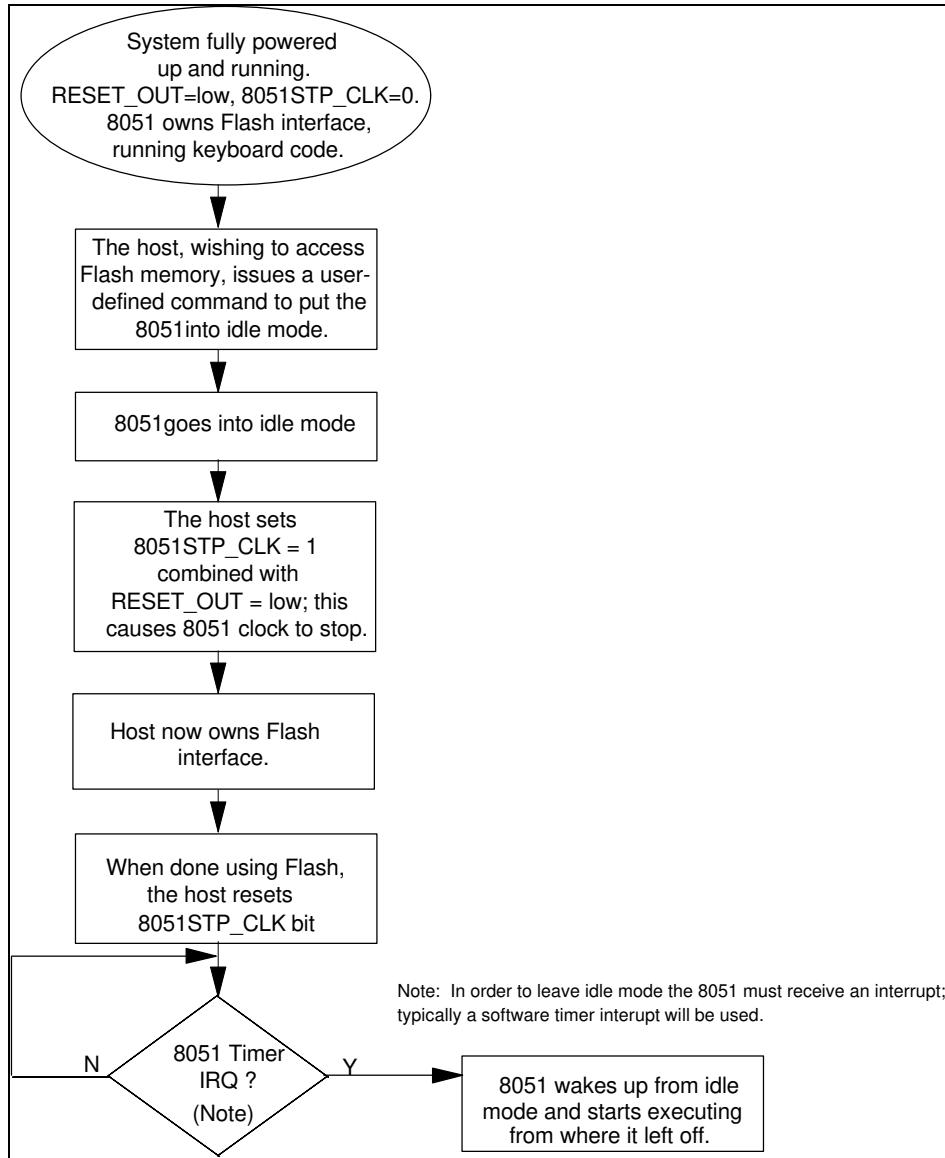 System fully powered
up and running.
RESET_OUT=low, 8051STP_CLK=0.
8051 owns Flash interface,
running keyboard code.
The host, wishing to access
Flash memory, issues a user-
defined command to put the
8051into idle mode.
8051goes into idle mode
The host sets
8051STP_CLK = 1
combined with
RESET_OUT = low; this
causes 8051 clock to stop.
Host now owns Flash
interface.
When done using Flash,
the host resets
8051STP_CLK bit
Note: In order to leave idle mode the 8051 must receive an interrupt;
typically a software timer interupt will be used.
N
8051 Timer
IRQ ?
(Note)
Y
8051 wakes up from idle
mode and starts executing
from where it left off.